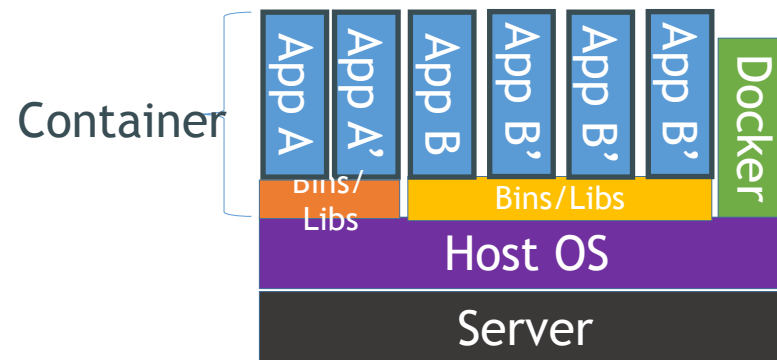 Container
App A
App A’
App B
App B’
App B’
App B’
Docker
Bins/
Libs
Bins/Libs
Host OS
Server